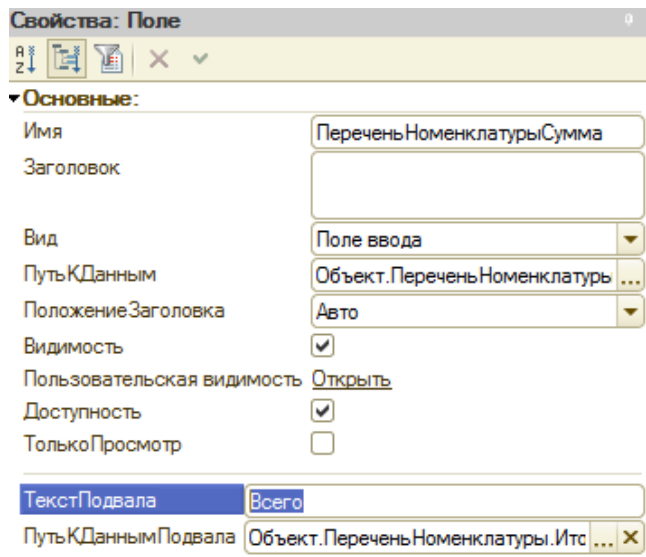 Свойства: Поле
Основные:
Имя ПереченьНоменклатурыСумма
Заголовок
Вид Поле ввода
ПутьКДанным Объект.ПереченьНоменклатуры ...
ПоложениеЗаголовка Авто
Видимость
Пользовательская видимость Открыть
Доступность
ТолькоПросмотр
ТекстПодвала Всего
ПутьКДаннымПодвала Объект.ПереченьНоменклатуры.Итс ... ×